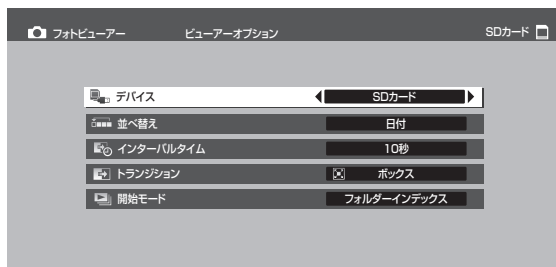 フォトビューアー ビューアーオプション SDカード
デバイス SDカード
並べ替え 日付
インターバルタイム 10秒
トランジション ボックス
開始モード フォルダーインデックス